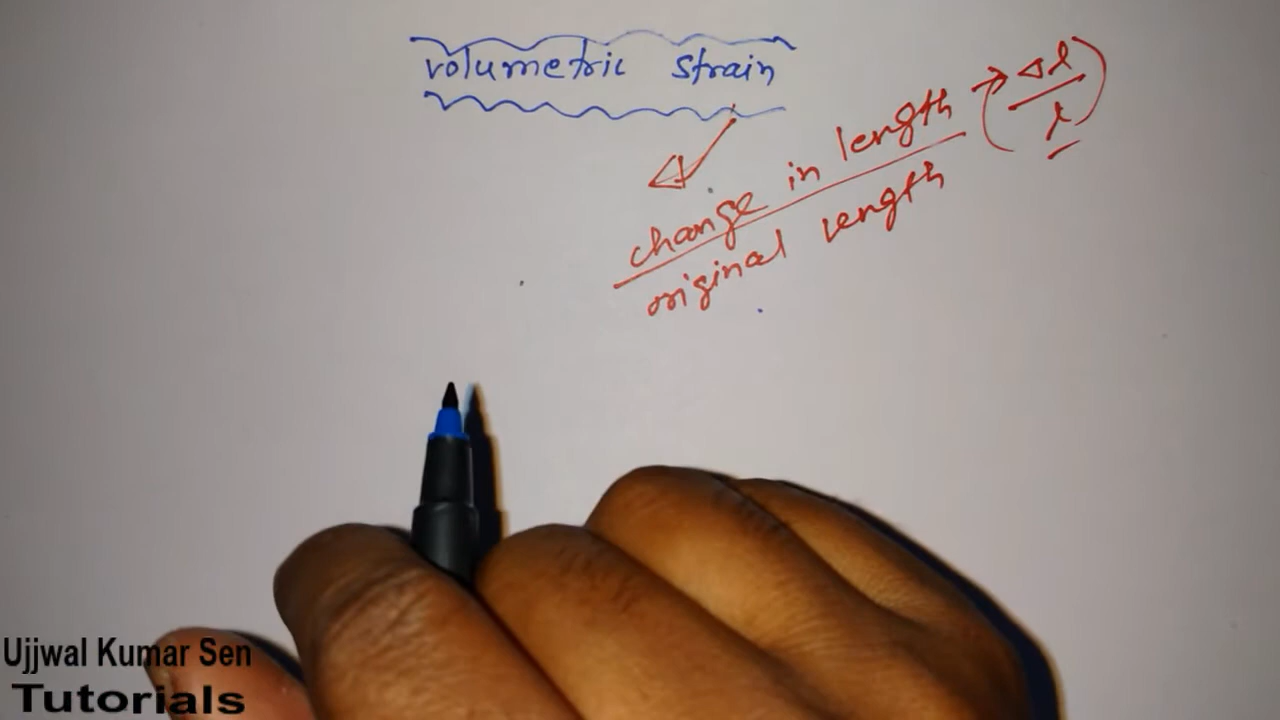 volumetric strain
change in length → (Δl
original length l)
Ujjwal Kumar Sen
Tutorials